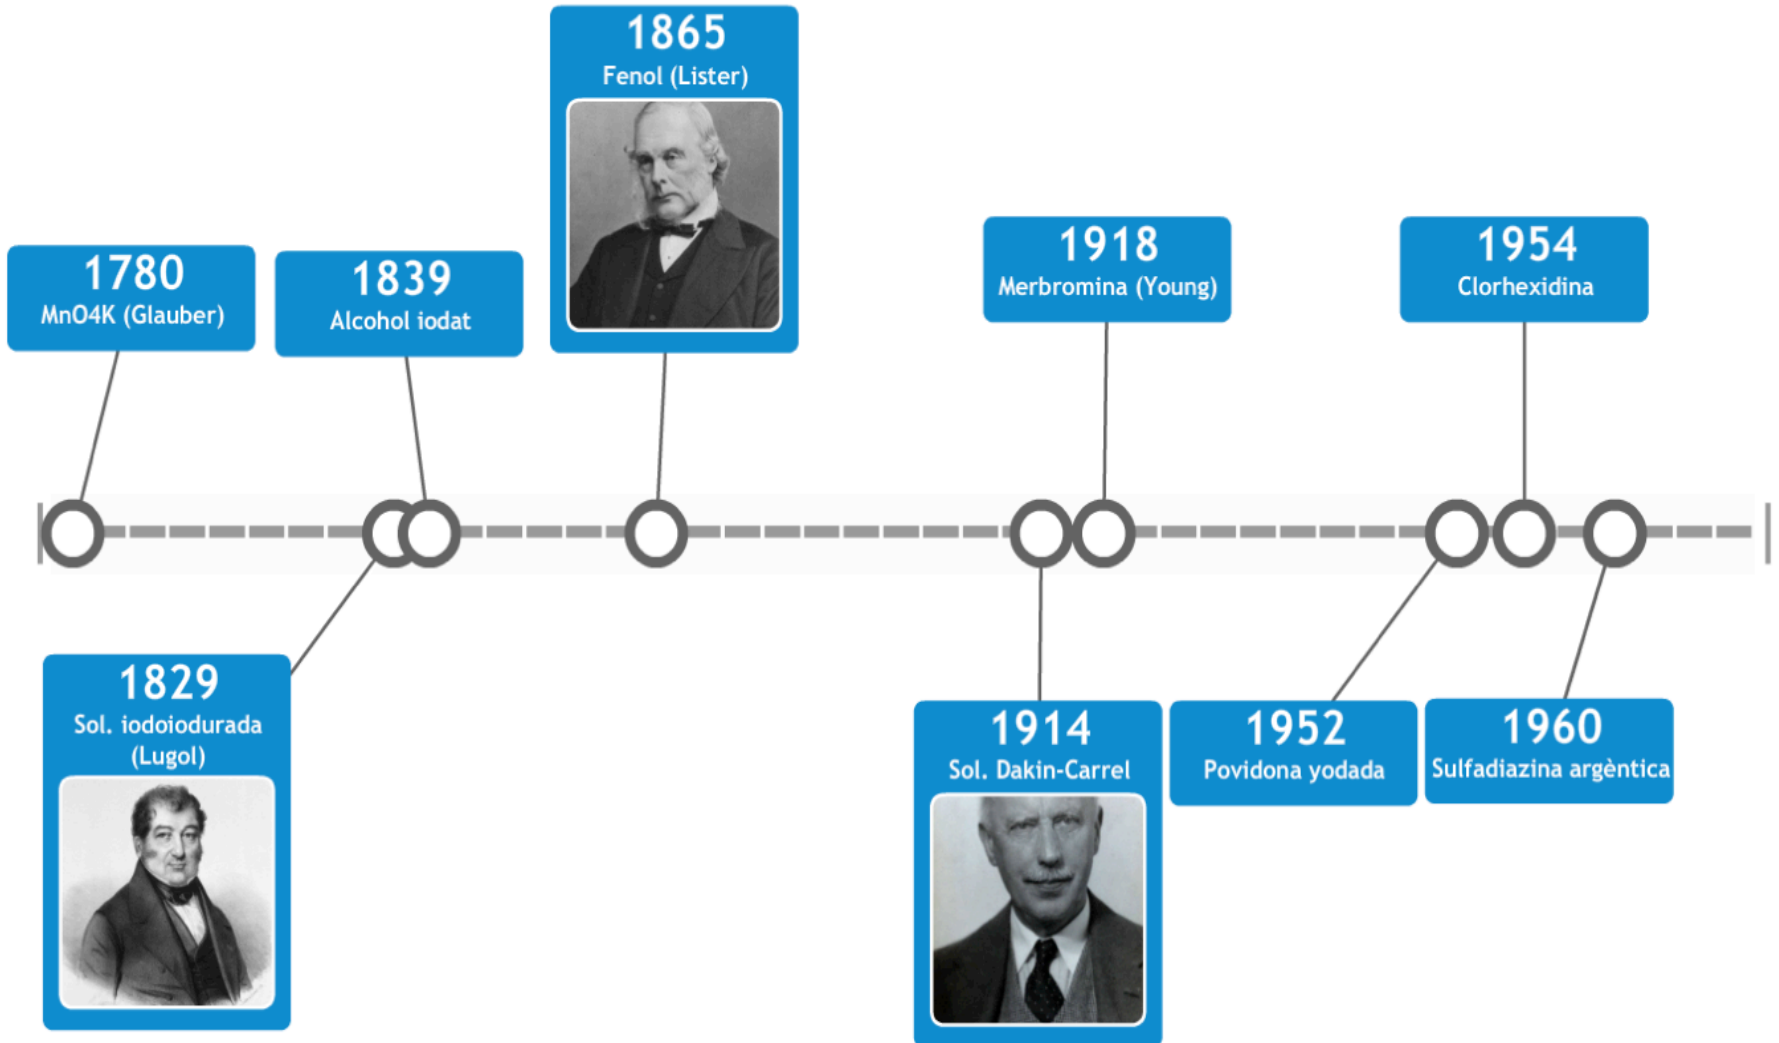 1865
Fenol (Lister)
1780
MnO4K (Glauber)
1839
Alcohol iodat
1918
Merbromina (Young)
1954
Clorhexidina
1829
Sol. iodoiodurada
(Lugol)
1914
Sol. Dakin-Carrel
1952
Povidona yodada
1960
Sulfadiazina argèntica